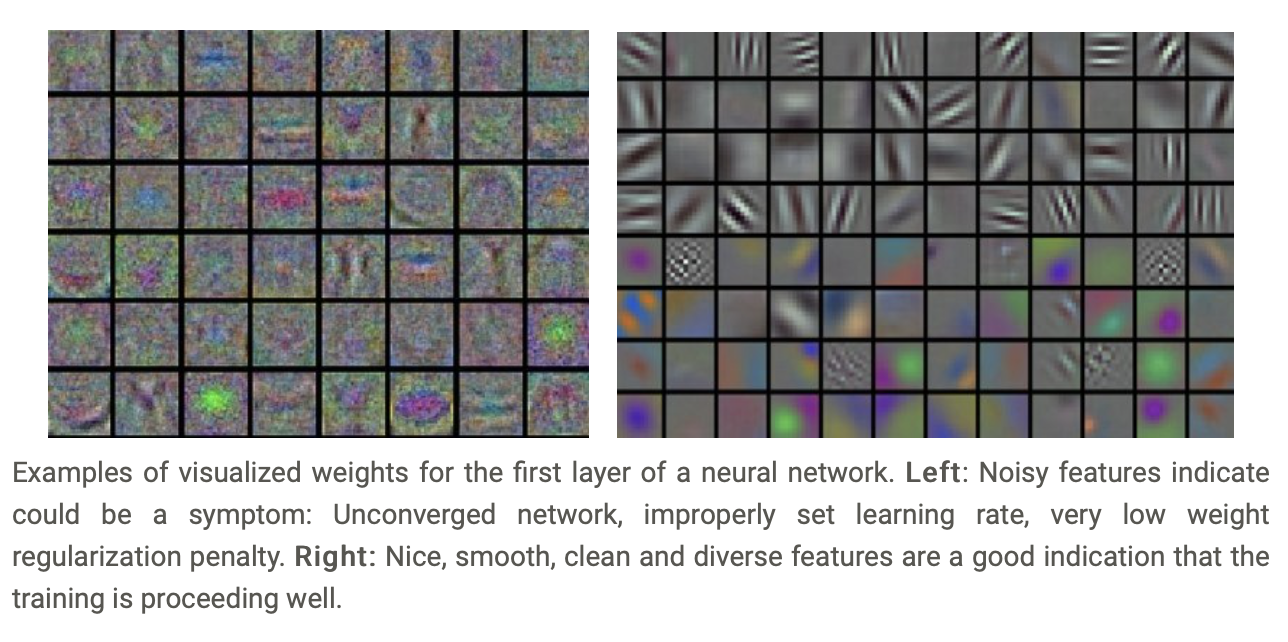 Examples of visualized weights for the first layer of a neural network. Left: Noisy features indicate
could be a symptom: Unconverged network, improperly set learning rate, very low weight
regularization penalty. Right: Nice, smooth, clean and diverse features are a good indication that the
training is proceeding well.